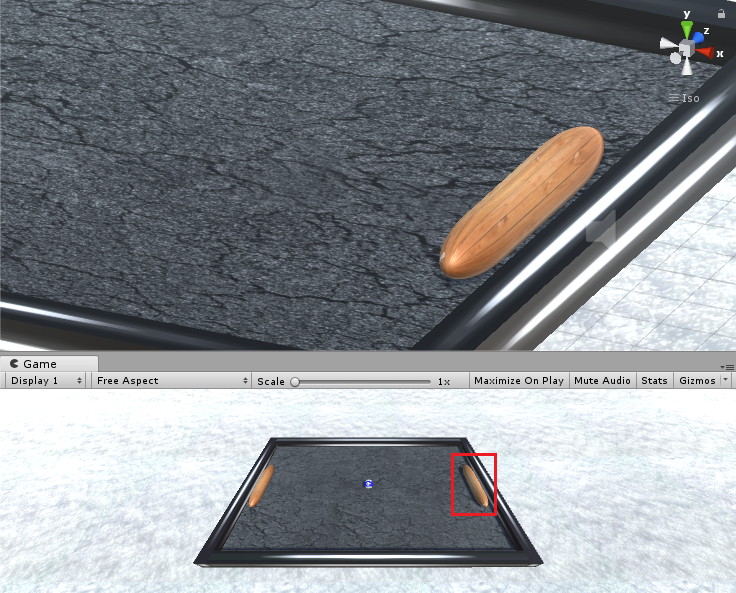 y
z
x
Iso
Game
Display 1 Free Aspect Scale 1x Maximize On Play Mute Audio Stats Gizmos